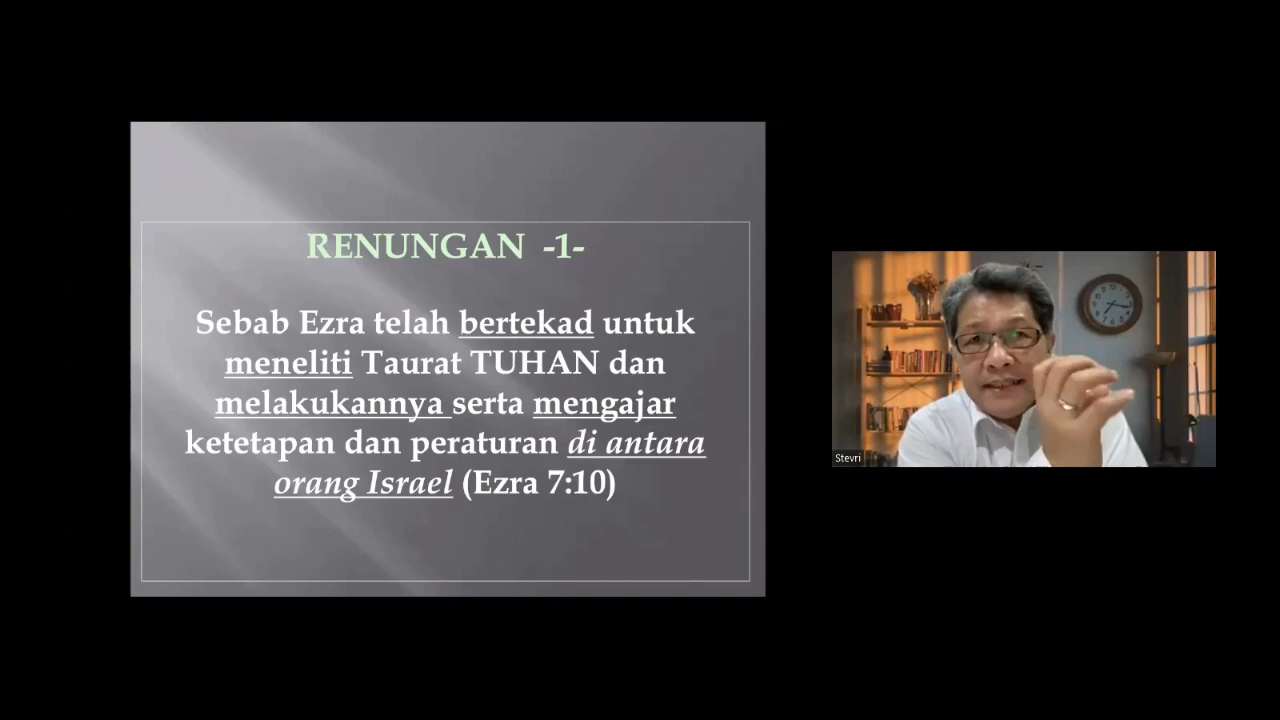 RENUNGAN -1-
Sebab Ezra telah bertekad untuk
meneliti Taurat TUHAN dan
melakukannya serta mengajar
ketetapan dan peraturan di antara
orang Israel (Ezra 7:10)
Stevri